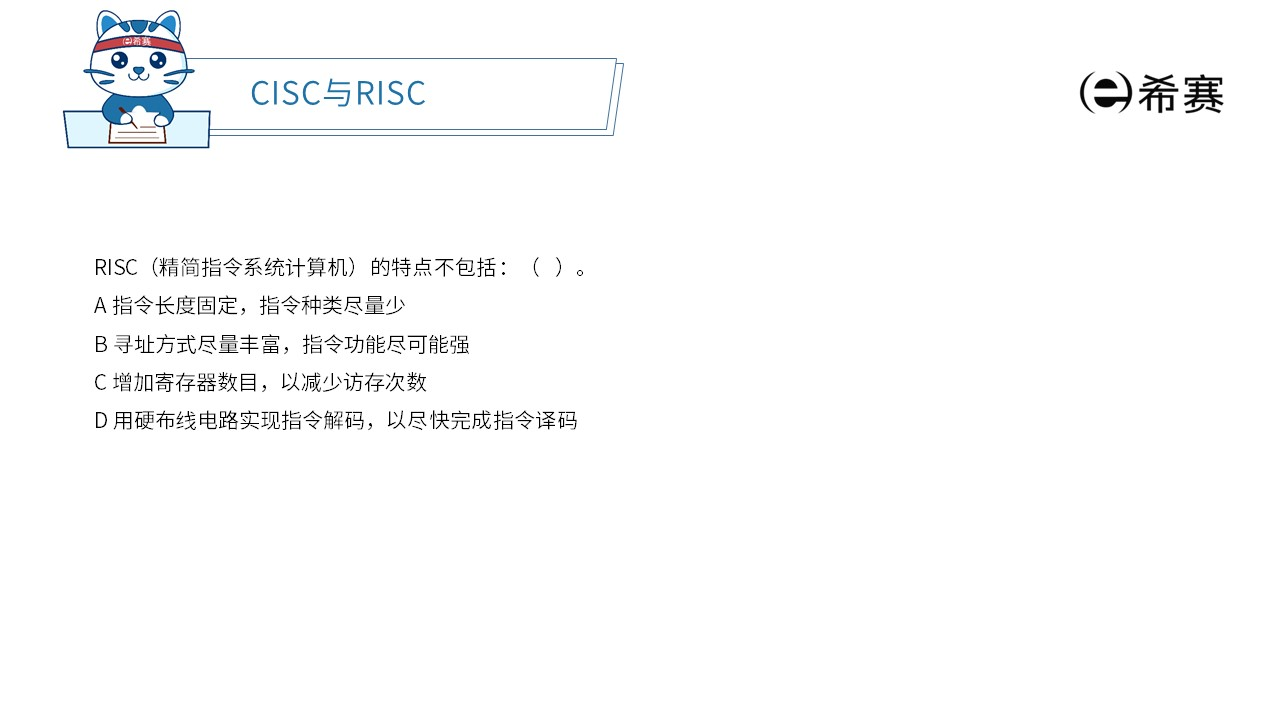 希赛
CISC与RISC
希赛
RISC（精简指令系统计算机）的特点不包括：（ ）。
A 指令长度固定，指令种类尽量少
B 寻址方式尽量丰富，指令功能尽可能强
C 增加寄存器数目，以减少访存次数
D 用硬布线电路实现指令解码，以尽快完成指令译码